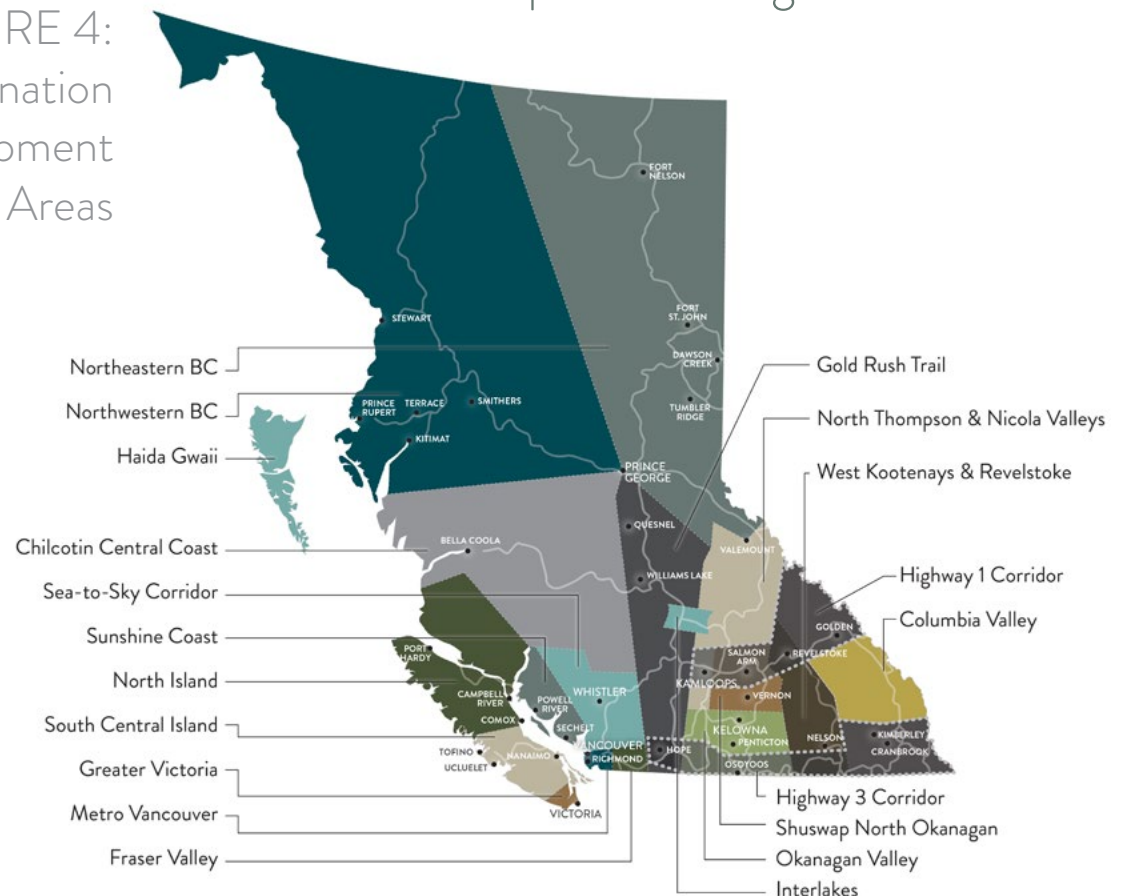 RE 4:
nation
pment
Areas
FORT
NELSON
FORT
ST. JOHN
STEWART
DAWSON
CREEK
Northeastern BC
Gold Rush Trail
PRINCE
RUPERT
TERRACE
SMITHERS
TUMBLER
RIDGE
Northwestern BC
North Thompson & Nicola Valleys
KITIMAT
Haida Gwaii
PRINCE
GEORGE
West Kootenays & Revelstoke
QUESNEL
Chilcotin Central Coast
BELLA COOLA
VALEMOUNT
WILLIAMS LAKE
Highway 1 Corridor
Sea-to-Sky Corridor
Columbia Valley
GOLDEN
Sunshine Coast
PORT
HARDY
SALMON
ARM
REVELSTOKE
North Island
KAMLOOPS
CAMPBELL
RIVER
POWELL
RIVER
WHISTLER
VERNON
COMOX
South Central Island
SECHELT
KELOWNA
NELSON
KIMBERLEY
TOFINO
NANAIMO
VANCOUVER
HOPE
PENTICTON
CRANBROOK
UCLUELET
RICHMOND
OSOYOOS
Greater Victoria
Highway 3 Corridor
VICTORIA
Metro Vancouver
Shuswap North Okanagan
Fraser Valley
Okanagan Valley
Interlakes